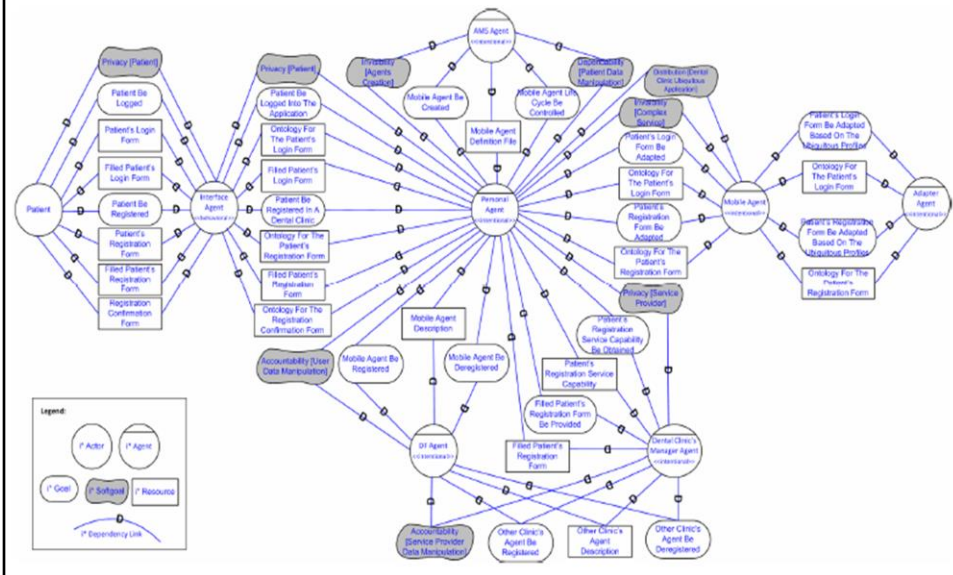 AMS Agent
<<intentional>>
Privacy [Patient]
Patient Be
Logged
Patient's
Login Form
Filled Patient's
Login Form
Patient Be
Registered
Patient's
Registration
Form
Filled Patient's
Registration
Form
Registration
Confirmation
Form
Patient
Interface
Agent
Privacy [Patient]
Patient Be
Logged Into The
Application
Ontology For
The Patient's
Login Form
Filled Patient's
Login Form
Patient Be
Registered In A
Dental Clinic
Ontology For The
Patient's
Registration Form
Filled Patient's
Registration
Form
Ontology For The
Registration
Confirmation Form
Accountability [User
Data Manipulation]
Invisibility
[Agents
Creation]
Mobile Agent Be
Created
Mobile Agent
Definition File
Mobile Agent Life
Cycle Be
Controlled
Dependability
[Patient Data
Manipulation]
Distribution [Dental
Clinic Ubiquitous
Application]
Personal
Agent
<<intentional>>
Invisibility
[Complex
Service]
Patient's Login
Form Be
Adapted
Ontology For
The Patient's
Login Form
Patient's
Registration
Form Be
Adapted
Ontology For
The Patient's
Registration Form
Privacy [Service
Provider]
Mobile Agent
<<intentional>>
Patient's Login
Form Be Adapted
Based On The
Ubiquitous Profiles
Ontology For
The Patient's
Login Form
Patient's Registration
Form Be Adapted
Based On The
Ubiquitous Profiles
Ontology For The
Patient's
Registration Form
Adapter
Agent
<<intentional>>
Mobile Agent Be
Registered
Mobile Agent
Description
Mobile Agent Be
Deregistered
Patient's
Registration
Service Capability
Be Obtained
Patient's
Registration Service
Capability
Filled Patient's
Registration Form
Be Provided
Filled Patient's
Registration
Form
DF Agent
<<intentional>>
Dental Clinic's
Manager Agent
<<intentional>>
Accountability
[Service Provider
Data Manipulation]
Other Clinic's
Agent Be
Registered
Other Clinic's
Agent
Description
Other Clinic's
Agent Be
Deregistered
Legend:
i* Actor
i* Agent
i* Goal
i* Softgoal
i* Resource
i* Dependency Link